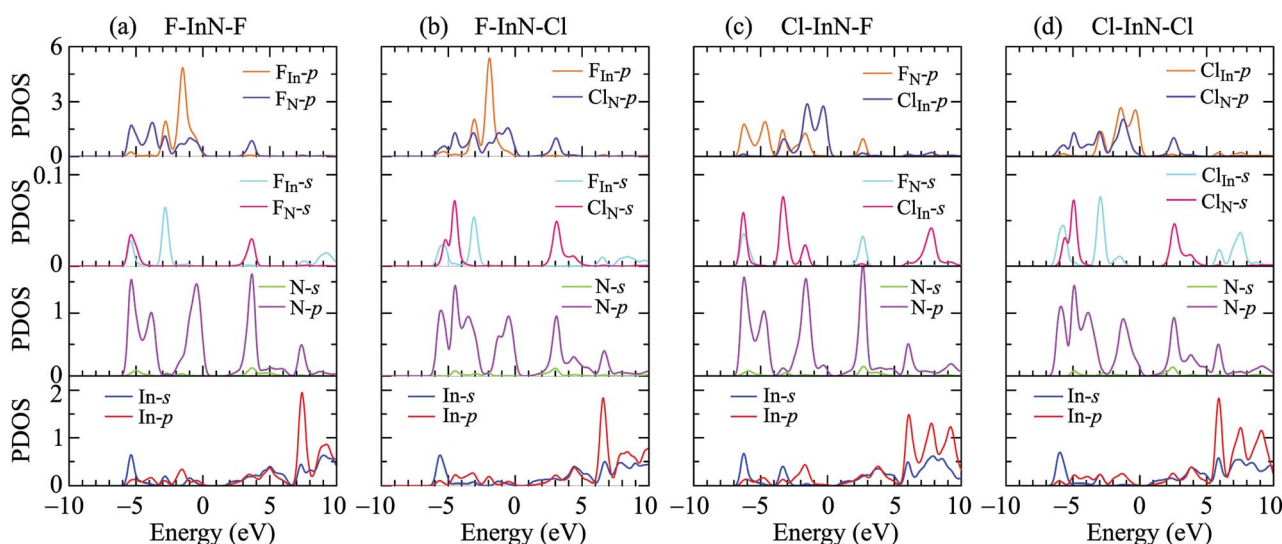 (a) F-InN-F
(b) F-InN-Cl
(c) Cl-InN-F
(d) Cl-InN-Cl
PDOS
6
3
0
F_In-p
F_N-p
F_In-p
Cl_N-p
F_N-p
Cl_In-p
Cl_In-p
Cl_N-p
PDOS
0.1
0
F_In-s
F_N-s
F_In-s
Cl_N-s
F_N-s
Cl_In-s
Cl_In-s
Cl_N-s
PDOS
1
0
N-s
N-p
N-s
N-p
N-s
N-p
N-s
N-p
PDOS
2
1
0
In-s
In-p
In-s
In-p
In-s
In-p
In-s
In-p
−10 −5 0 5 10
−10 −5 0 5 10
−10 −5 0 5 10
−10 −5 0 5 10
Energy (eV)
Energy (eV)
Energy (eV)
Energy (eV)